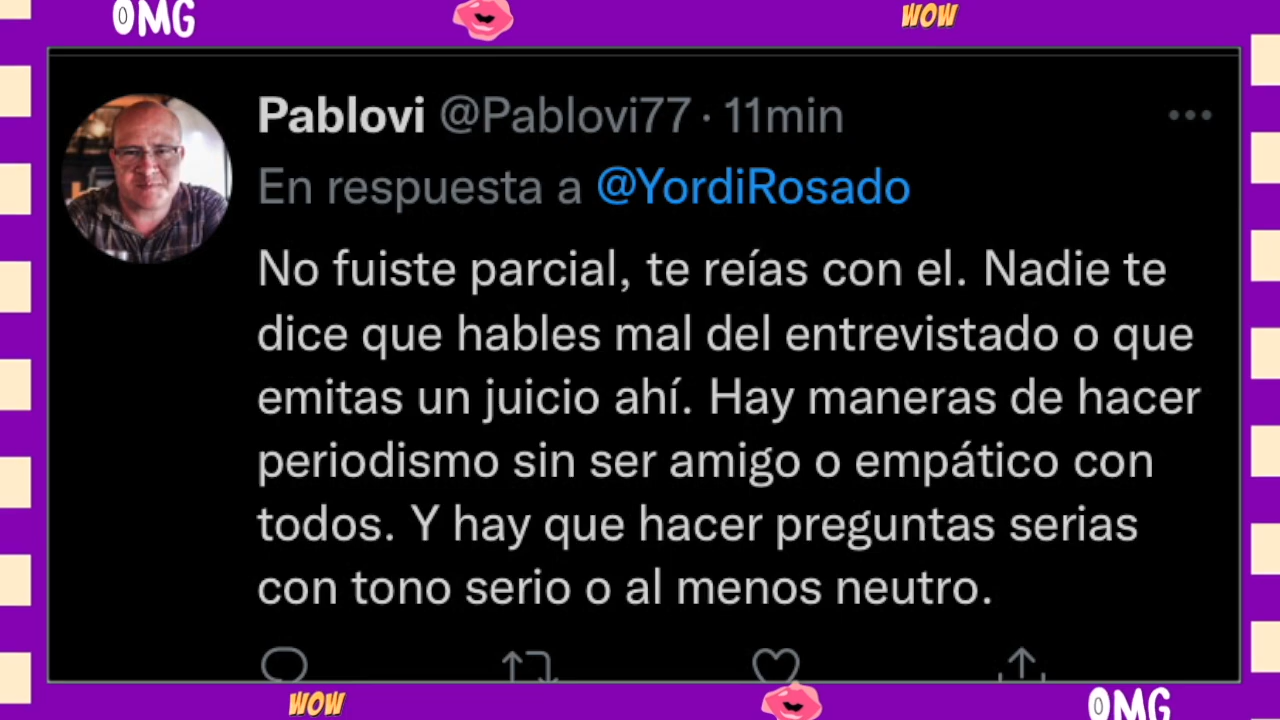 OMG
WOW
Pablovi @Pablovi77 · 11min
En respuesta a @YordiRosado
No fuiste parcial, te reías con el. Nadie te
dice que hables mal del entrevistado o que
emitas un juicio ahí. Hay maneras de hacer
periodismo sin ser amigo o empático con
todos. Y hay que hacer preguntas serias
con tono serio o al menos neutro.
WOW
OMG